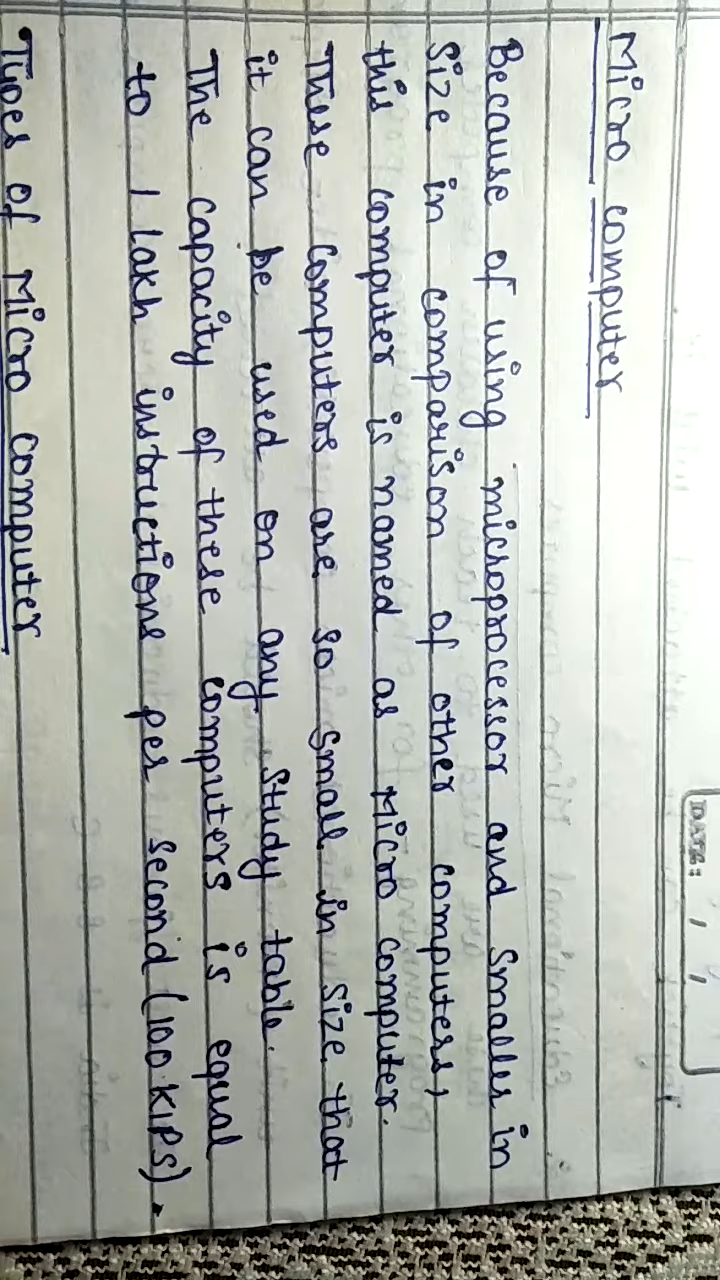 DATE: / /
Micro computer
Because of using microprocessor and smaller in
size in comparison of other computers,
this computer is named as Micro computer.
These computers are so small in size that
it can be used on any study table.
The capacity of these computers is equal
to 1 lakh instructions per second (100 KIPS).
Types of Micro computer